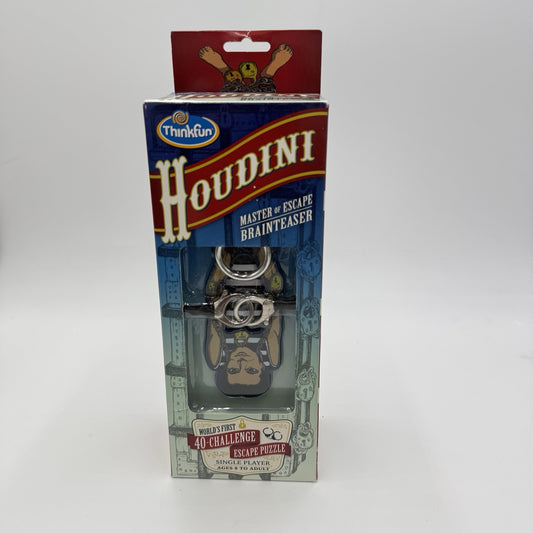 Thinkfun
HOUDINI
MASTER OF ESCAPE
BRAINTEASER
WORLD'S FIRST
40-CHALLENGE
ESCAPE PUZZLE
SINGLE PLAYER
AGES 8 TO ADULT